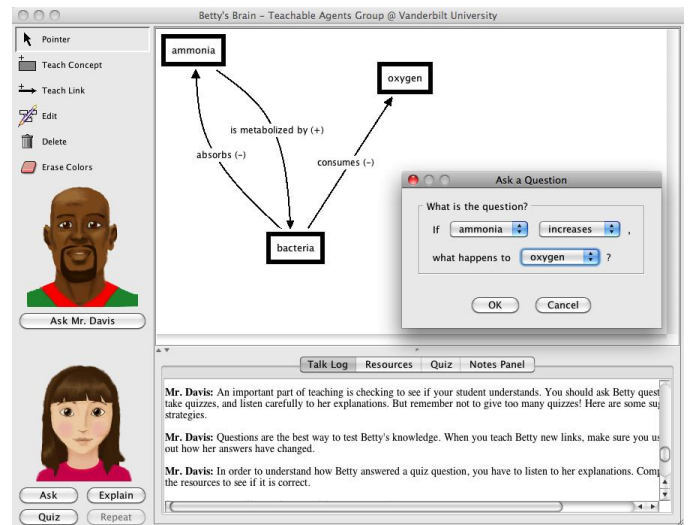 Betty's Brain – Teachable Agents Group @ Vanderbilt University
Pointer
Teach Concept
Teach Link
Edit
Delete
Erase Colors
Ask Mr. Davis
Ask
Explain
Quiz
Repeat
ammonia
oxygen
is metabolized by (+)
absorbs (-)
consumes (-)
bacteria
Ask a Question
What is the question?
If ammonia increases ,
what happens to oxygen ?
OK
Cancel
Talk Log
Resources
Quiz
Notes Panel
Mr. Davis: An important part of teaching is checking to see if your student understands. You should ask Betty quest
take quizzes, and listen carefully to her explanations. But remember not to give too many quizzes! Here are some su
strategies.
Mr. Davis: Questions are the best way to test Betty's knowledge. When you teach Betty new links, make sure you us
out how her answers have changed.
Mr. Davis: In order to understand how Betty answered a quiz question, you have to listen to her explanations. Com
the resources to see if it is correct.